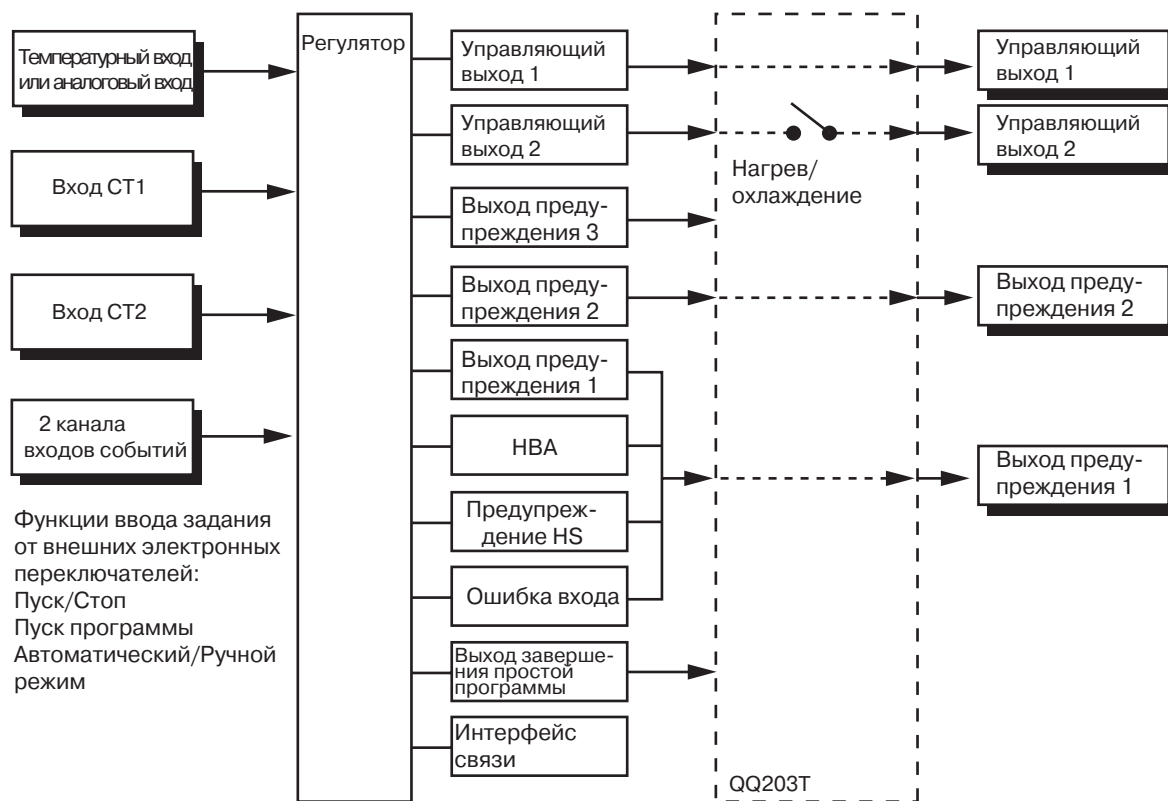 Температурный вход
или аналоговый вход
Вход CT1
Вход CT2
2 канала
входов событий
Функции ввода задания
от внешних электронных
переключателей:
Пуск/Стоп
Пуск программы
Автоматический/Ручной
режим
Регулятор
Управляющий
выход 1
Управляющий
выход 2
Выход преду-
преждения 3
Выход преду-
преждения 2
Выход преду-
преждения 1
HBA
Предупреж-
дение HS
Ошибка входа
Выход заверше-
ния простой
программы
Интерфейс
связи
Нагрев/
охлаждение
QQ203T
Управляющий
выход 1
Управляющий
выход 2
Выход преду-
преждения 2
Выход преду-
преждения 1